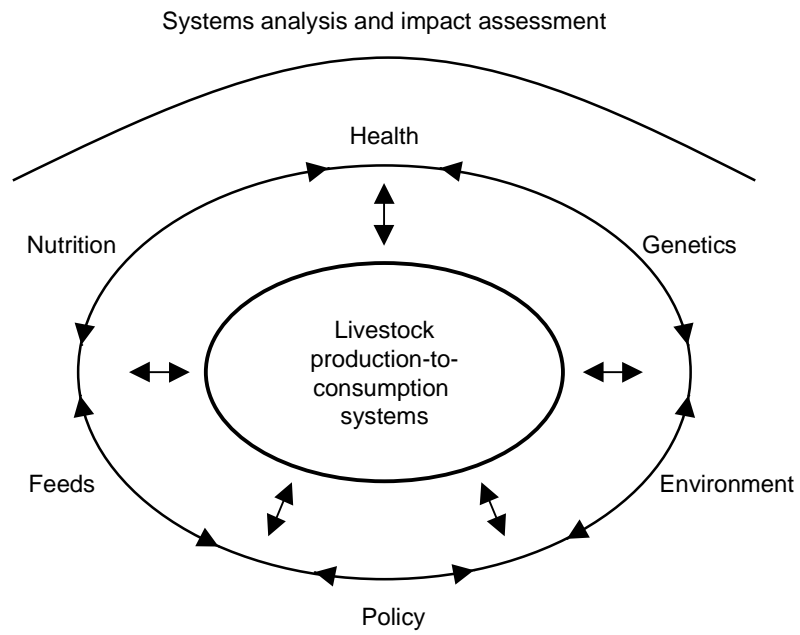 Systems analysis and impact assessment
Health
Nutrition
Genetics
Livestock
production-to-
consumption
systems
Feeds
Environment
Policy